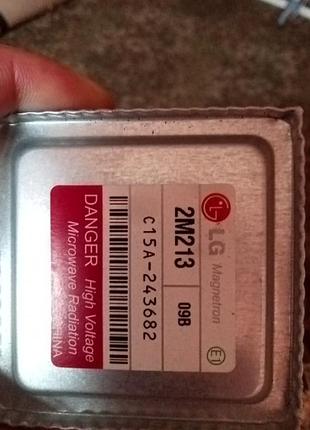 LG Magnetron
2M213 09B E1
C15A-243682
DANGER High Voltage
Microwave Radiation